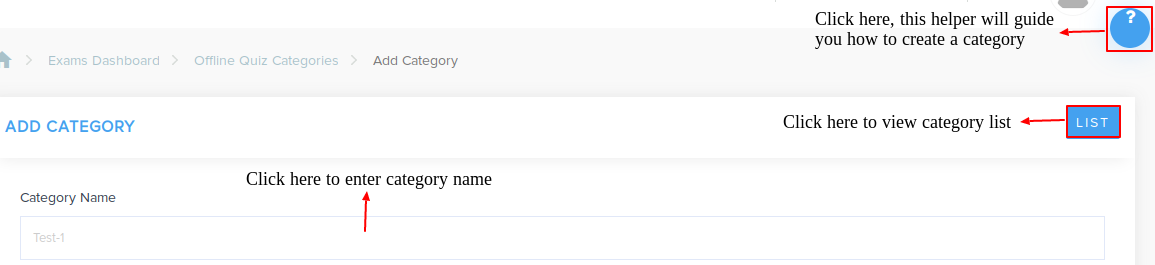 Click here, this helper will guide
you how to create a category
?
Exams Dashboard
Offline Quiz Categories
Add Category
ADD CATEGORY
Click here to view category list
LIST
Click here to enter category name
Category Name
Test-1